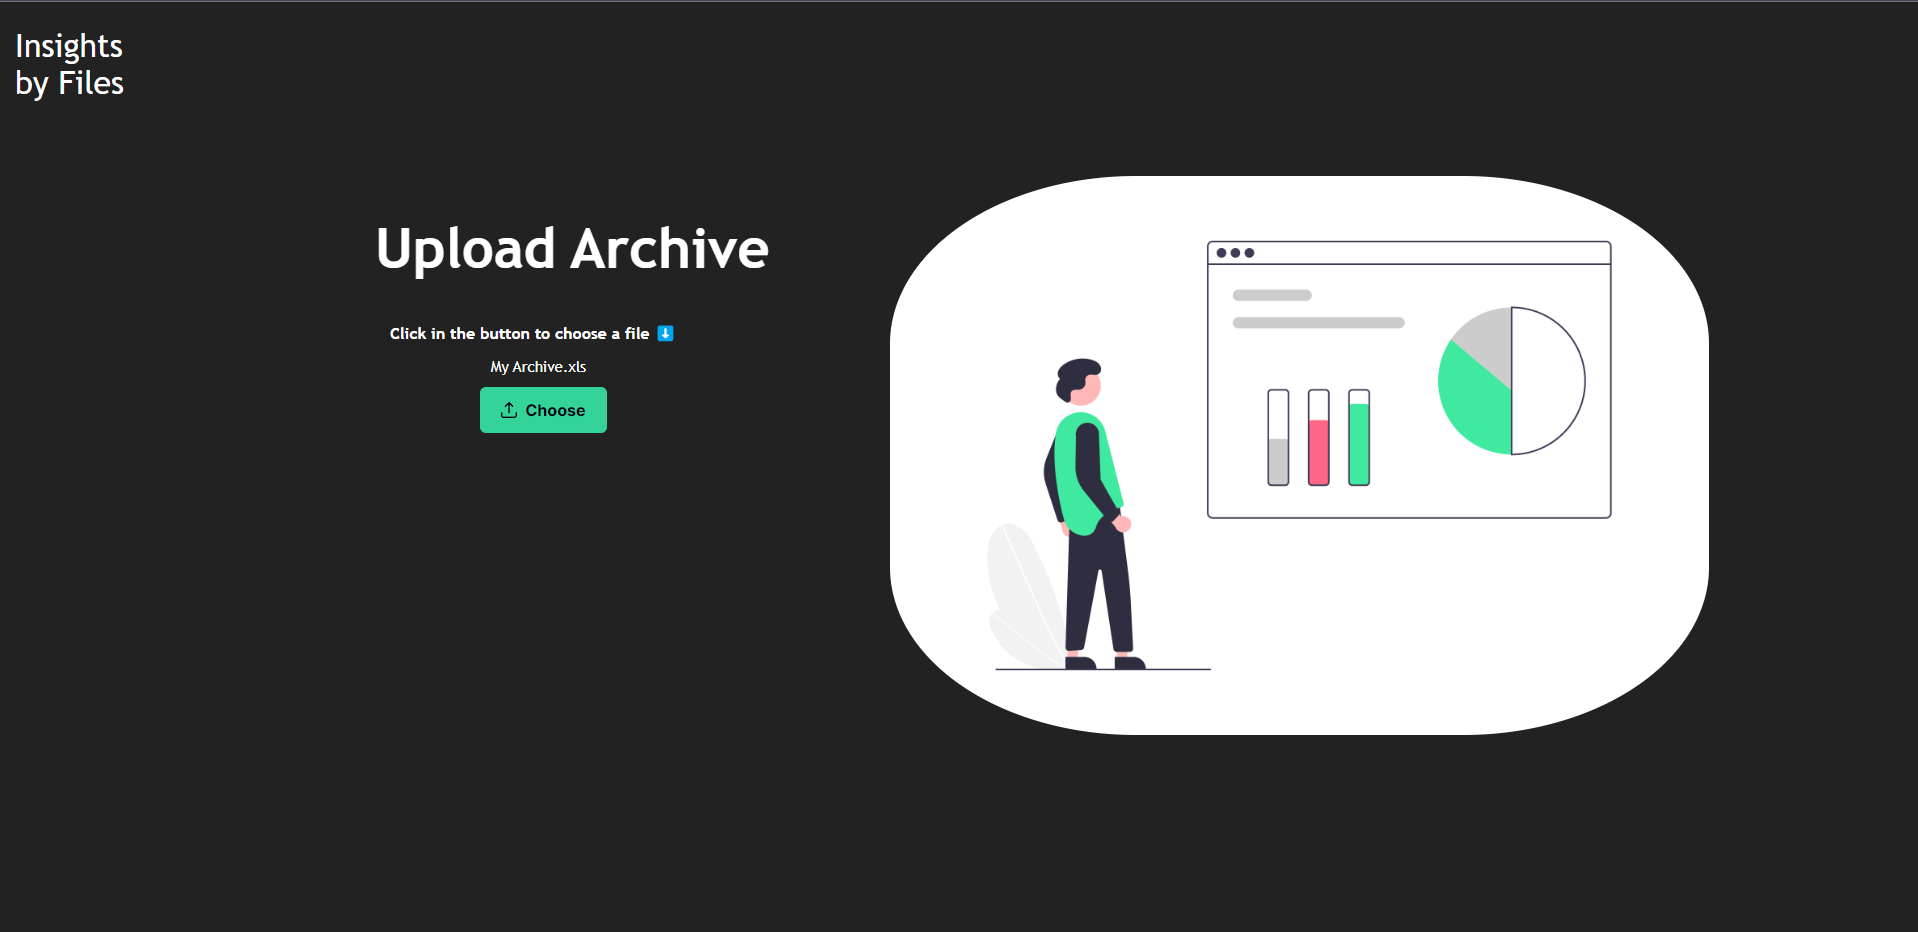 Insights
by Files
Upload Archive
Click in the button to choose a file ⬇️
My Archive.xls
Choose